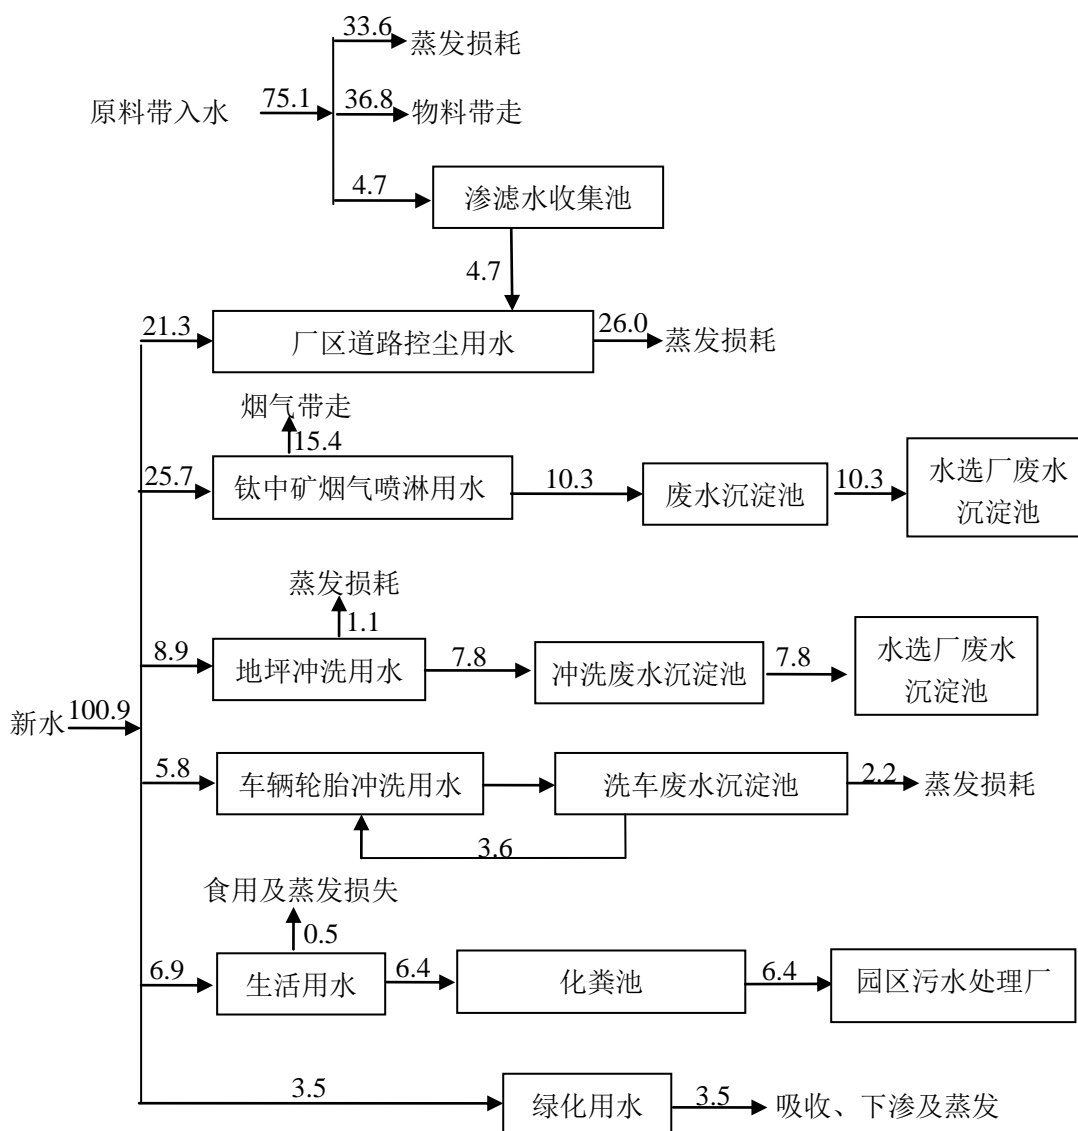 33.6
蒸发损耗
原料带入水
75.1
36.8
物料带走
4.7
渗滤水收集池
4.7
21.3
厂区道路控尘用水
26.0
蒸发损耗
烟气带走
15.4
25.7
钛中矿烟气喷淋用水
10.3
废水沉淀池
10.3
水选厂废水
沉淀池
蒸发损耗
1.1
8.9
地坪冲洗用水
7.8
冲洗废水沉淀池
7.8
水选厂废水
沉淀池
新水
100.9
5.8
车辆轮胎冲洗用水
洗车废水沉淀池
2.2
蒸发损耗
3.6
食用及蒸发损失
0.5
6.9
生活用水
6.4
化粪池
6.4
园区污水处理厂
3.5
绿化用水
3.5
吸收、下渗及蒸发